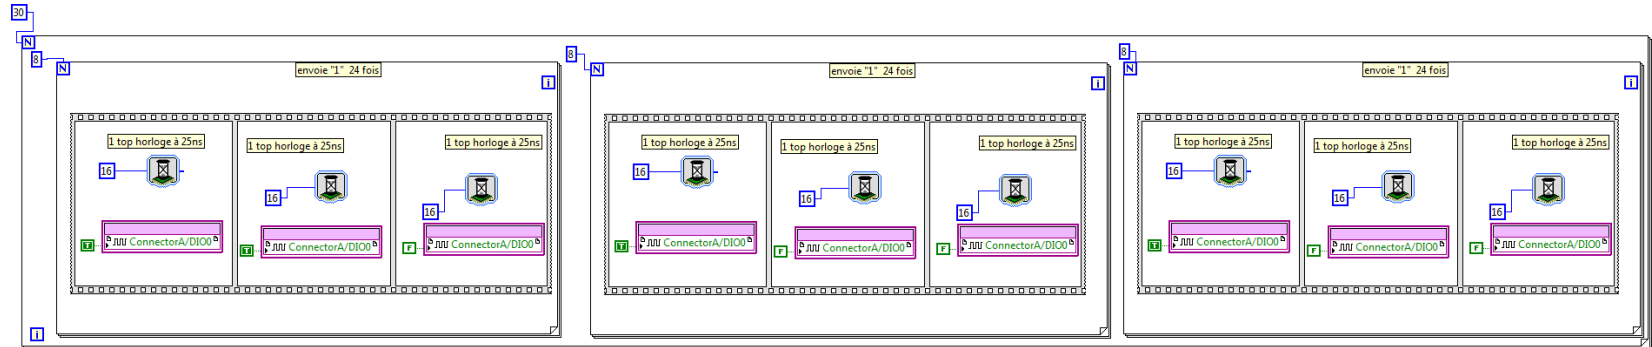 30
N
8
N
envoie "1"  24 fois
i
1 top horloge à 25ns
16
1 top horloge à 25ns
16
1 top horloge à 25ns
16
T
ConnectorA/DIO0
T
ConnectorA/DIO0
F
ConnectorA/DIO0
i
8
N
envoie "1"  24 fois
i
1 top horloge à 25ns
16
1 top horloge à 25ns
16
1 top horloge à 25ns
16
T
ConnectorA/DIO0
F
ConnectorA/DIO0
F
ConnectorA/DIO0
8
N
envoie "1"  24 fois
i
1 top horloge à 25ns
16
1 top horloge à 25ns
16
1 top horloge à 25ns
16
T
ConnectorA/DIO0
F
ConnectorA/DIO0
F
ConnectorA/DIO0